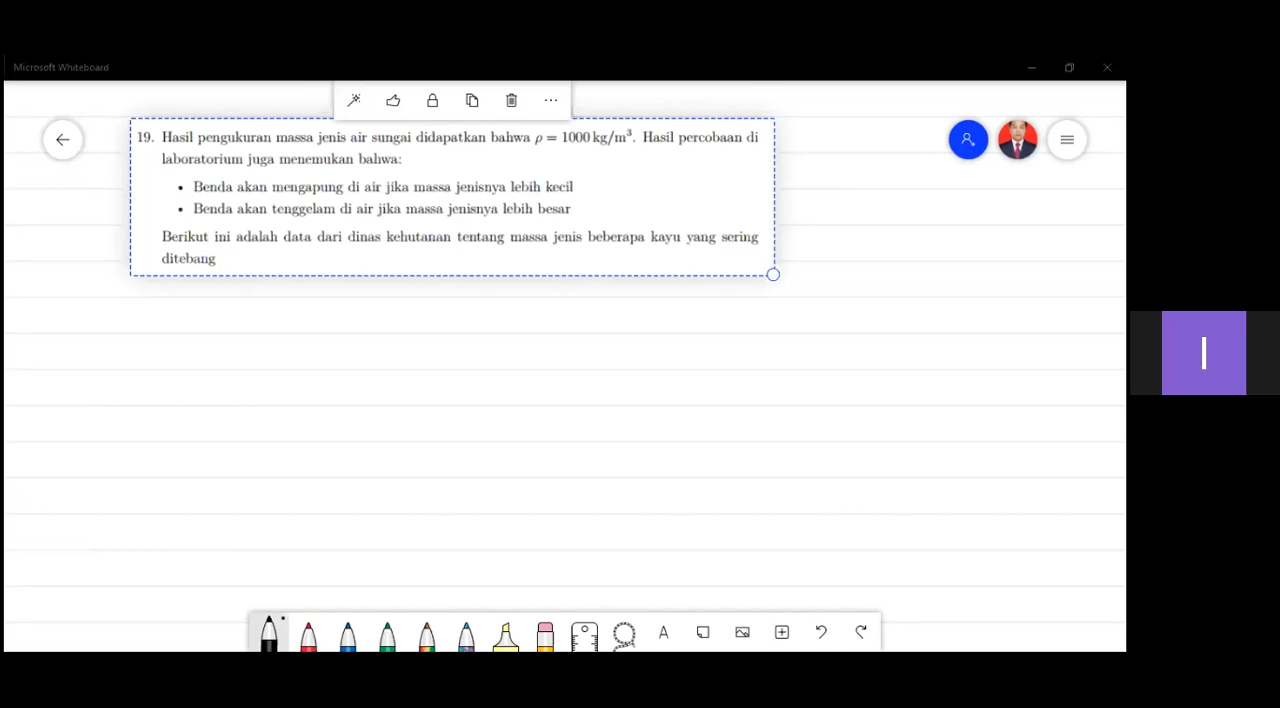 Microsoft Whiteboard
19. Hasil pengukuran massa jenis air sungai didapatkan bahwa ρ = 1000 kg/m³. Hasil percobaan di
laboratorium juga menemukan bahwa:
• Benda akan mengapung di air jika massa jenisnya lebih kecil
• Benda akan tenggelam di air jika massa jenisnya lebih besar
Berikut ini adalah data dari dinas kehutanan tentang massa jenis beberapa kayu yang sering
ditebang
I
A